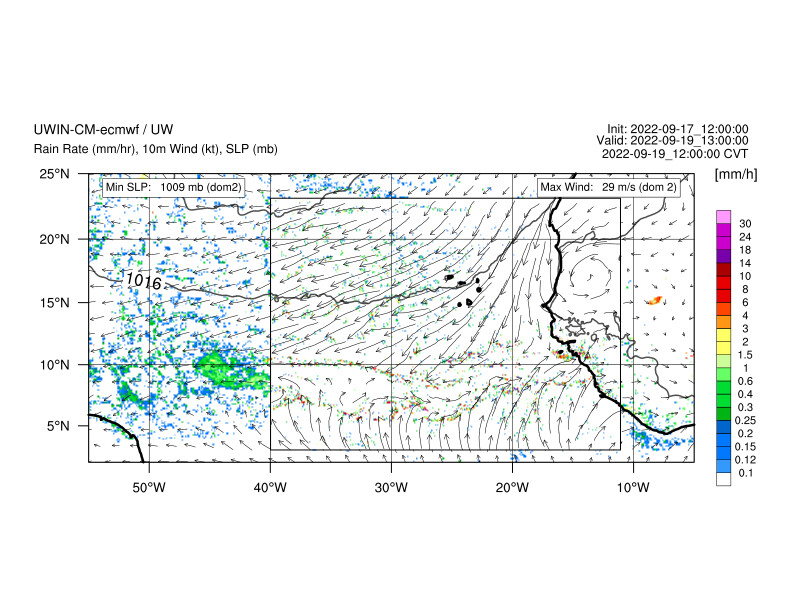 UWIN-CM-ecmwf / UW
Rain Rate (mm/hr), 10m Wind (kt), SLP (mb)
Init: 2022-09-17_12:00:00
Valid: 2022-09-19_13:00:00
2022-09-19_12:00:00 CVT
[mm/h]
Min SLP: 1009 mb (dom2)
Max Wind: 29 m/s (dom 2)
25°N
20°N
15°N
10°N
5°N
1016
50°W
40°W
30°W
20°W
10°W
30
24
18
14
10
8
6
4
3
2
1.5
1
0.6
0.4
0.3
0.25
0.2
0.15
0.12
0.1